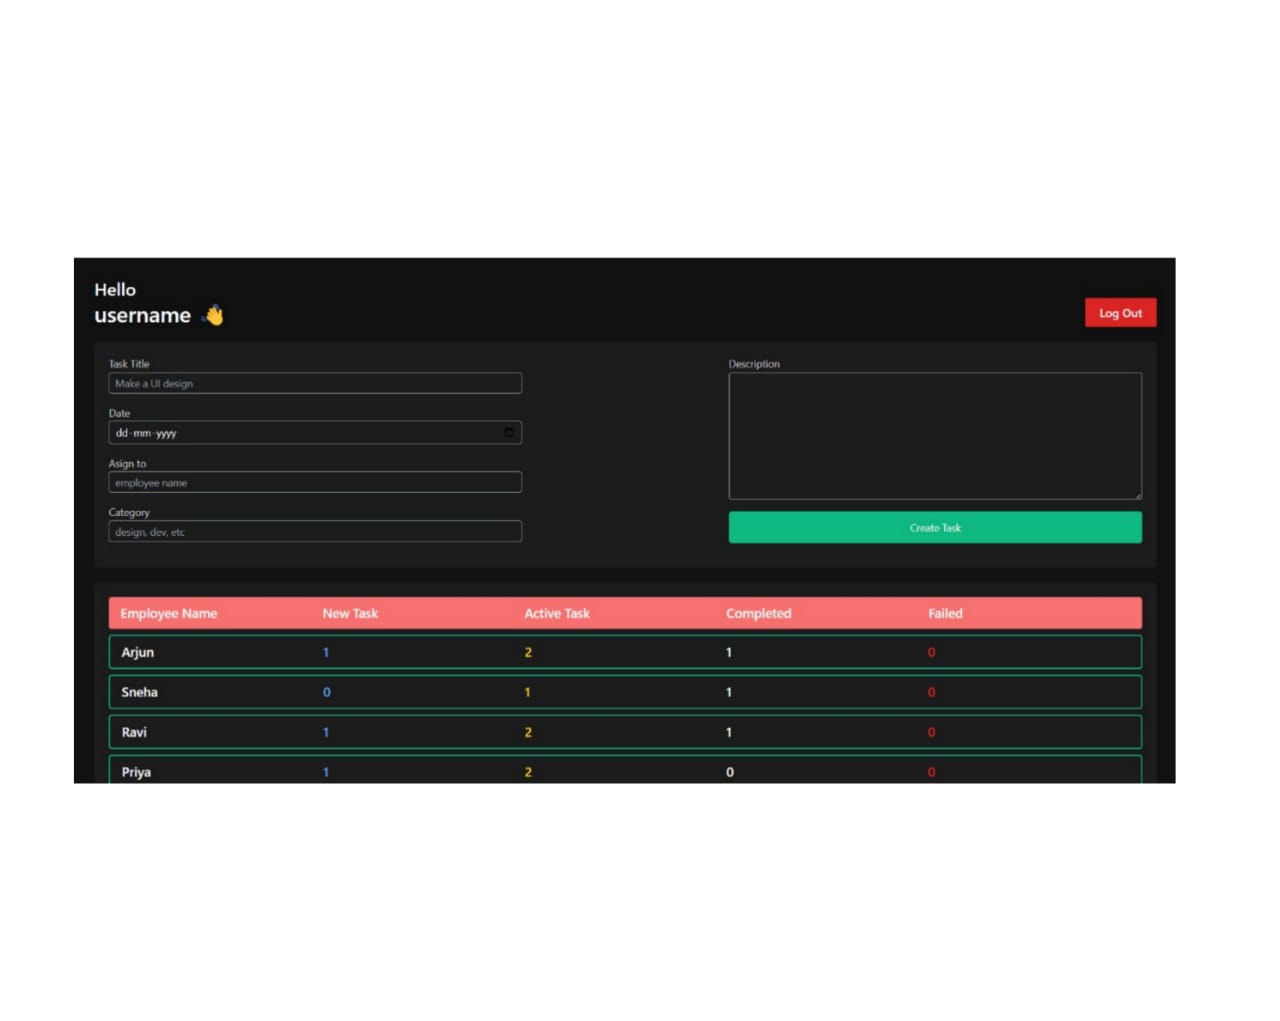 Hello
username 👋
Log Out
Task Title
Make a UI design
Date
dd-mm-yyyy
Asign to
employee name
Category
design, dev, etc
Description
Create Task
Employee Name New Task Active Task Completed Failed
Arjun 1 2 1 0
Sneha 0 1 1 0
Ravi 1 2 1 0
Priya 1 2 0 0